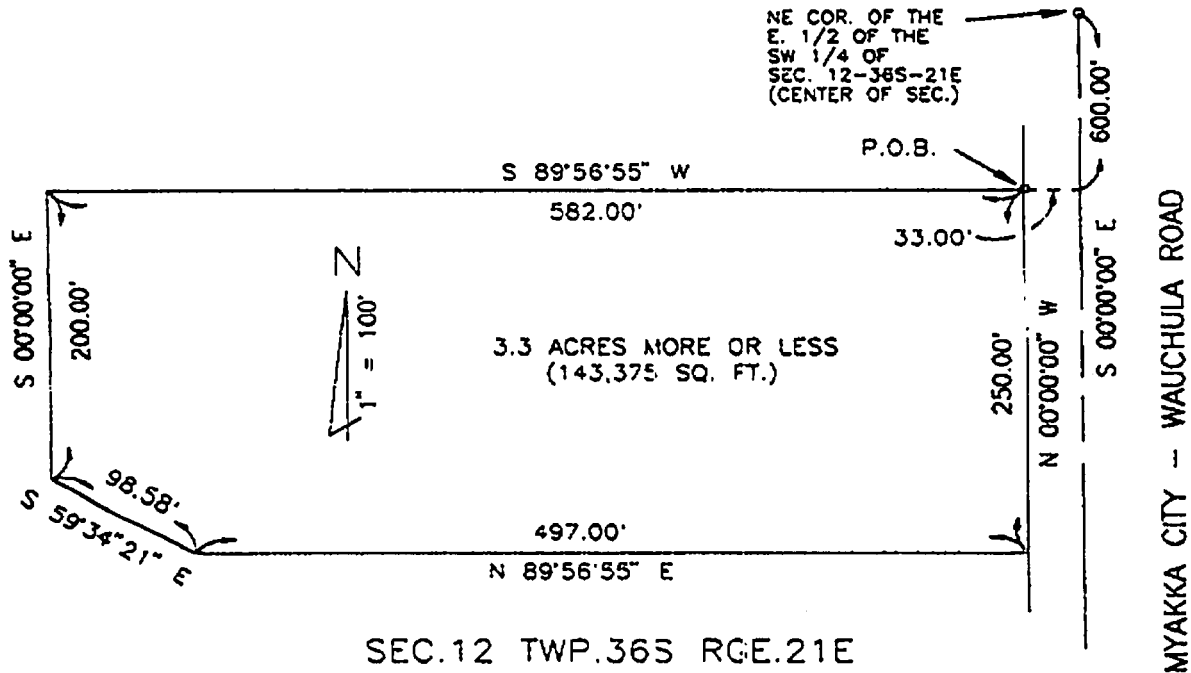 NE COR. OF THE
E. 1/2 OF THE
SW 1/4 OF
SEC. 12-36S-21E
(CENTER OF SEC.)
600.00'
P.O.B.
S 89°56'55" W
582.00'
33.00'
S 00°00'00" E
200.00'
N
1" = 100'
3.3 ACRES MORE OR LESS
(143,375 SQ. FT.)
250.00'
N 00°00'00" W
S 00°00'00" E
MYAKKA CITY - WAUCHULA ROAD
98.58'
S 59°34"21" E
497.00'
N 89°56'55" E
SEC.12 TWP.36S RGE.21E